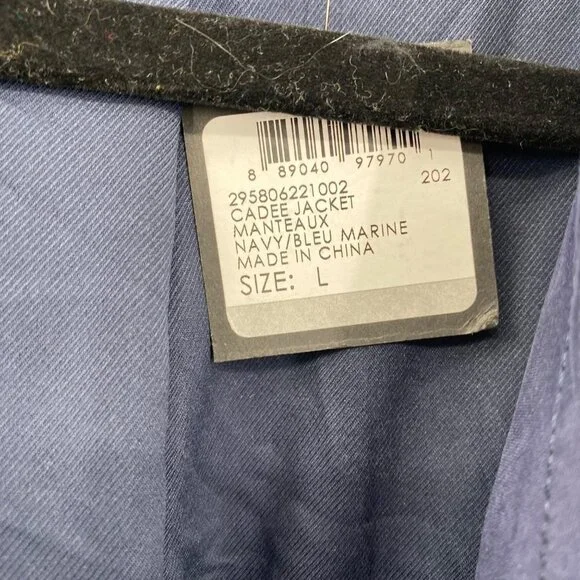 8 89040 97970 1
202
295806221002
CADEE JACKET
MANTEAUX
NAVY/BLEU MARINE
MADE IN CHINA
SIZE: L